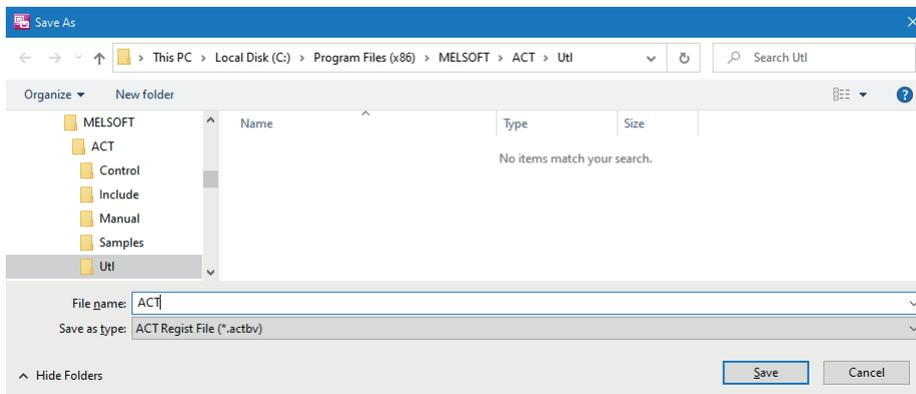 Save As
This PC > Local Disk (C:) > Program Files (x86) > MELSOFT > ACT > Utl
Search Utl
Organize
New folder
?
MELSOFT
ACT
Control
Include
Manual
Samples
Utl
Name
Type
Size
No items match your search.
File name: ACT
Save as type: ACT Regist File (*.actbv)
Hide Folders
Save
Cancel